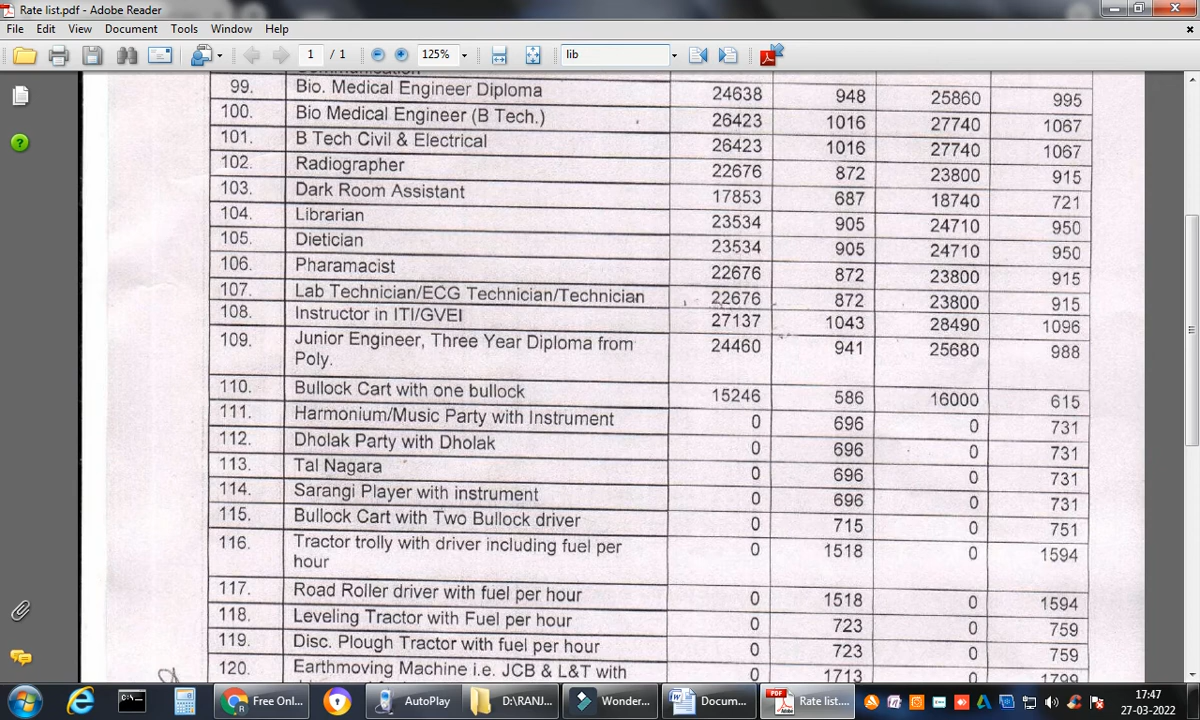 Rate list.pdf - Adobe Reader
File Edit View Document Tools Window Help
1 / 1 125% lib
99. Bio. Medical Engineer Diploma 24638 948 25860 995
100. Bio Medical Engineer (B Tech.) 26423 1016 27740 1067
101. B Tech Civil & Electrical 26423 1016 27740 1067
102. Radiographer 22676 872 23800 915
103. Dark Room Assistant 17853 687 18740 721
104. Librarian 23534 905 24710 950
105. Dietician 23534 905 24710 950
106. Pharamacist 22676 872 23800 915
107. Lab Technician/ECG Technician/Technician 22676 872 23800 915
108. Instructor in ITI/GVEI 27137 1043 28490 1096
109. Junior Engineer, Three Year Diploma from 24460 941 25680 988
Poly.
110. Bullock Cart with one bullock 15246 586 16000 615
111. Harmonium/Music Party with Instrument 0 696 0 731
112. Dholak Party with Dholak 0 696 0 731
113. Tal Nagara 0 696 0 731
114. Sarangi Player with instrument 0 696 0 731
115. Bullock Cart with Two Bullock driver 0 715 0 751
116. Tractor trolly with driver including fuel per 0 1518 0 1594
hour
117. Road Roller driver with fuel per hour 0 1518 0 1594
118. Leveling Tractor with Fuel per hour 0 723 0 759
119. Disc. Plough Tractor with fuel per hour 0 723 0 759
120. Earthmoving Machine i.e. JCB & L&T with 0 1713 0 1799
Free Onl... AutoPlay D:\RANJ... Wonder... Docum... Rate list....
17:47
27-03-2022